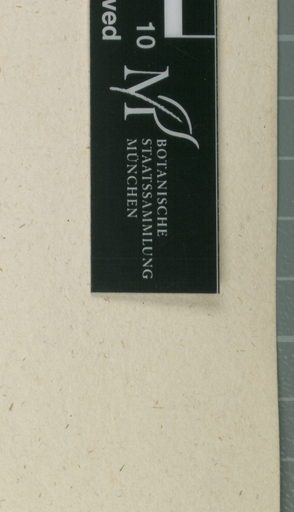 10
ved
BOTANISCHE
STAATSSAMMLUNG
MÜNCHEN